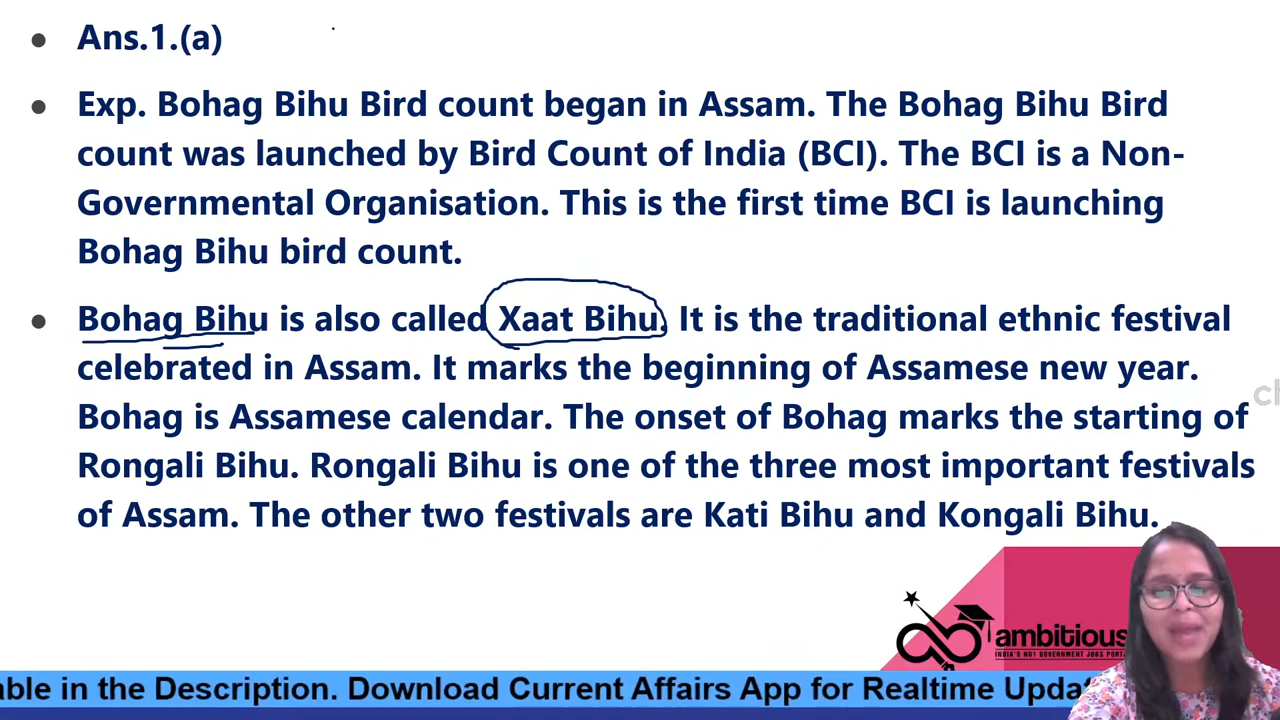 Ans.1.(a)
Exp. Bohag Bihu Bird count began in Assam. The Bohag Bihu Bird
count was launched by Bird Count of India (BCI). The BCI is a Non-
Governmental Organisation. This is the first time BCI is launching
Bohag Bihu bird count.
Bohag Bihu is also called Xaat Bihu. It is the traditional ethnic festival
celebrated in Assam. It marks the beginning of Assamese new year.
Bohag is Assamese calendar. The onset of Bohag marks the starting of
Rongali Bihu. Rongali Bihu is one of the three most important festivals
of Assam. The other two festivals are Kati Bihu and Kongali Bihu.
ambitious
INDIA'S NO1 GOVERNMENT JOBS
in the Description. Download Current Affairs App for Realtime